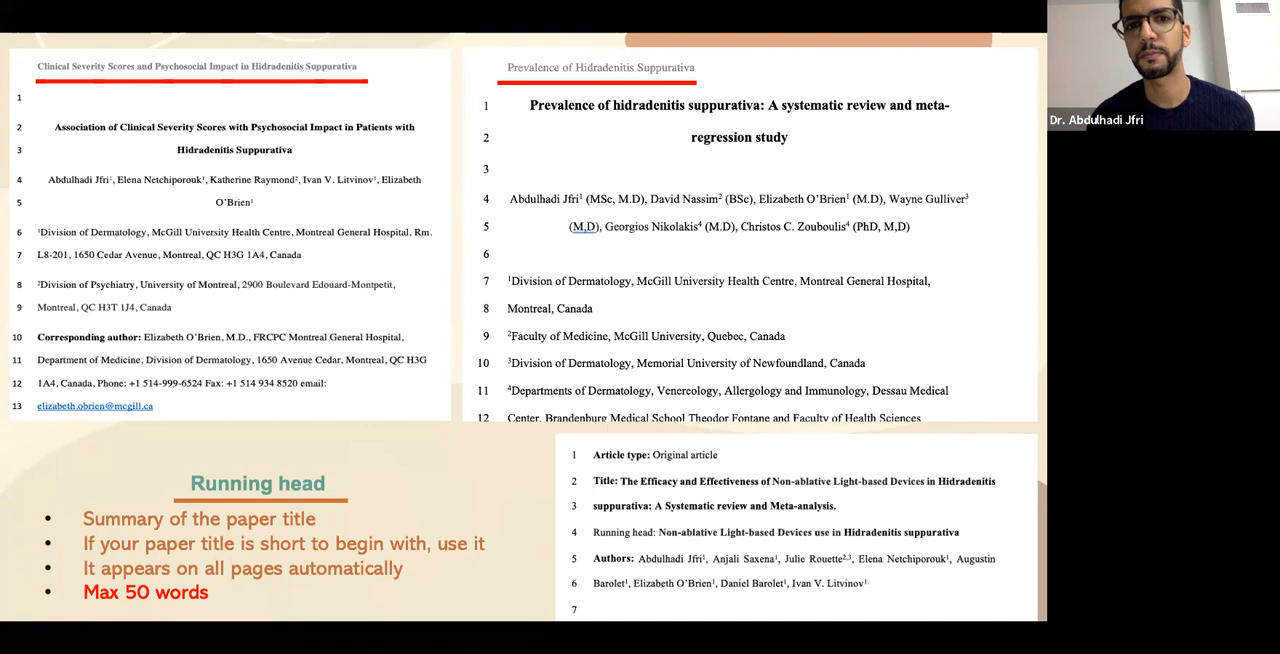 Clinical Severity Scores and Psychosocial Impact in Hidradenitis Suppurativa
1
2 Association of Clinical Severity Scores with Psychosocial Impact in Patients with
3 Hidradenitis Suppurativa
4 Abdulhadi Jfri¹, Elena Netchiporouk¹, Katherine Raymond², Ivan V. Litvinov¹, Elizabeth
5 O'Brien¹
6 ¹Division of Dermatology, McGill University Health Centre, Montreal General Hospital, Rm.
7 L8-201, 1650 Cedar Avenue, Montreal, QC H3G 1A4, Canada
8 ²Division of Psychiatry, University of Montreal, 2900 Boulevard Edouard-Montpetit,
9 Montreal, QC H3T 1J4, Canada
10 Corresponding author: Elizabeth O'Brien, M.D., FRCPC Montreal General Hospital,
11 Department of Medicine, Division of Dermatology, 1650 Avenue Cedar, Montreal, QC H3G
12 1A4, Canada, Phone: +1 514-999-6524 Fax: +1 514 934 8520 email:
13 elizabeth.obrien@mcgill.ca
Prevalence of Hidradenitis Suppurativa
1 Prevalence of hidradenitis suppurativa: A systematic review and meta-
2 regression study
3
4 Abdulhadi Jfri¹ (MSc, M.D), David Nassim² (BSc), Elizabeth O'Brien¹ (M.D), Wayne Gulliver³
5 (M,D), Georgios Nikolakis⁴ (M.D), Christos C. Zouboulis⁴ (PhD, M,D)
6
7 ¹Division of Dermatology, McGill University Health Centre, Montreal General Hospital,
8 Montreal, Canada
9 ²Faculty of Medicine, McGill University, Quebec, Canada
10 ³Division of Dermatology, Memorial University of Newfoundland, Canada
11 ⁴Departments of Dermatology, Venereology, Allergology and Immunology, Dessau Medical
12 Center, Brandenburg Medical School Theodor Fontane and Faculty of Health Sciences
Dr. Abdulhadi Jfri
Running head
• Summary of the paper title
• If your paper title is short to begin with, use it
• It appears on all pages automatically
• Max 50 words
1 Article type: Original article
2 Title: The Efficacy and Effectiveness of Non-ablative Light-based Devices in Hidradenitis
3 suppurativa: A Systematic review and Meta-analysis.
4 Running head: Non-ablative Light-based Devices use in Hidradenitis suppurativa
5 Authors: Abdulhadi Jfri¹, Anjali Saxena¹, Julie Rouette²,³, Elena Netchiporouk¹, Augustin
6 Barolet¹, Elizabeth O'Brien¹, Daniel Barolet¹, Ivan V. Litvinov¹.
7